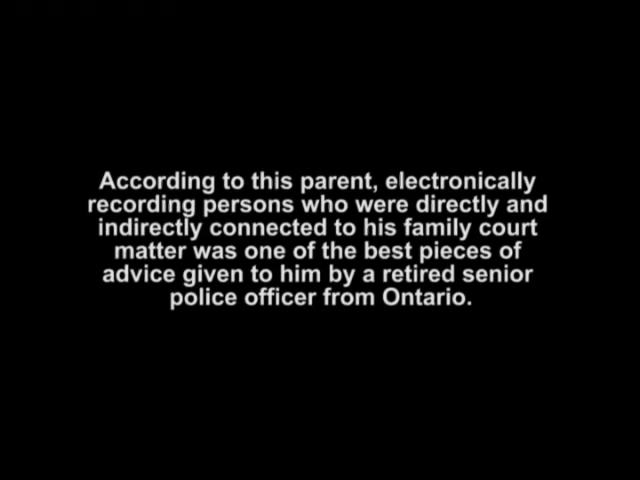 According to this parent, electronically
recording persons who were directly and
indirectly connected to his family court
matter was one of the best pieces of
advice given to him by a retired senior
police officer from Ontario.